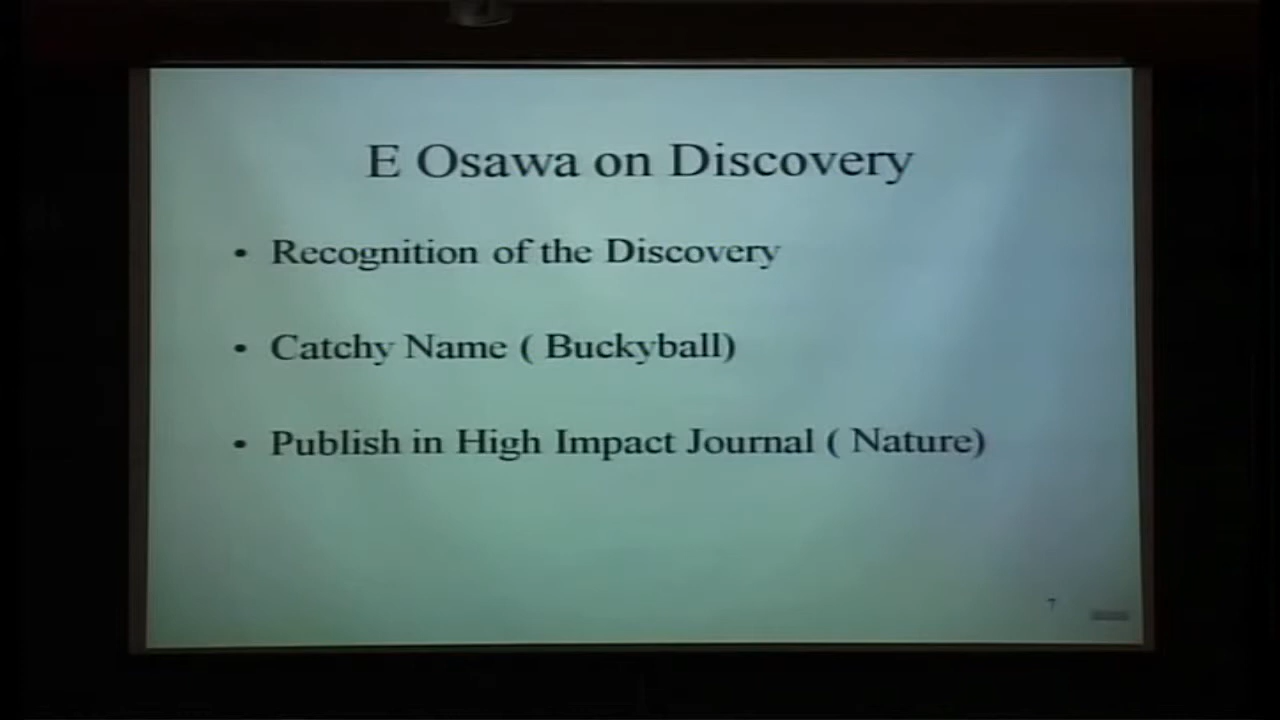 E Osawa on Discovery
• Recognition of the Discovery
• Catchy Name ( Buckyball)
• Publish in High Impact Journal ( Nature)
7